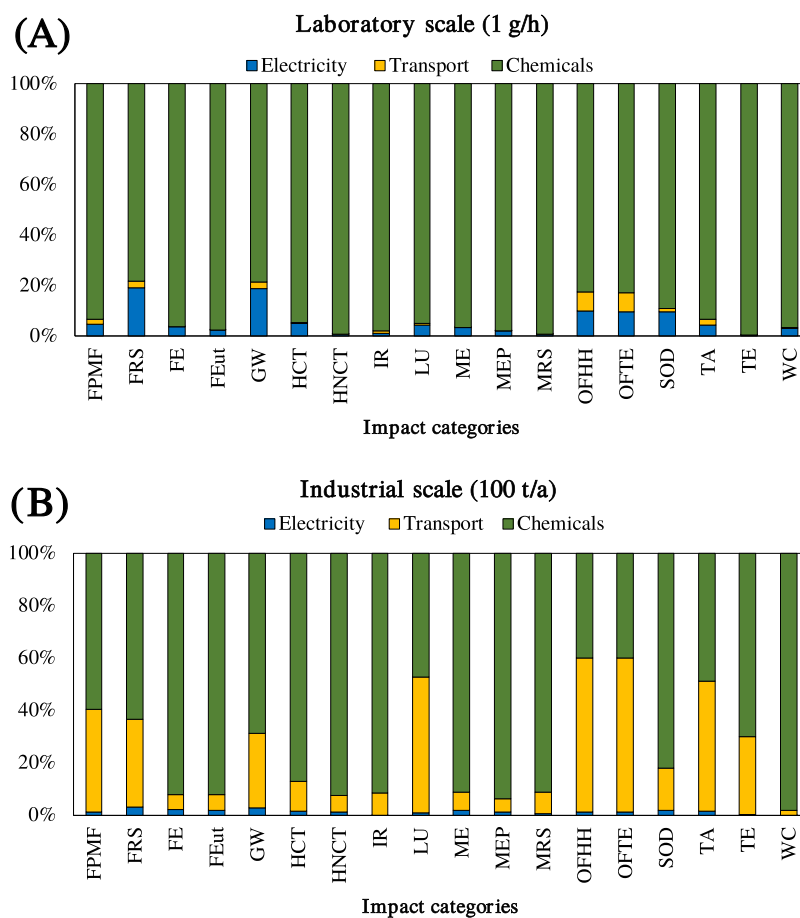 (A)
Laboratory scale (1 g/h)
Electricity Transport Chemicals
100%
80%
60%
40%
20%
0%
FPMF FRS FE FEut GW HCT HNCT IR LU ME MEP MRS OFHH OFTE SOD TA TE WC
Impact categories
(B)
Industrial scale (100 t/a)
Electricity Transport Chemicals
100%
80%
60%
40%
20%
0%
FPMF FRS FE FEut GW HCT HNCT IR LU ME MEP MRS OFHH OFTE SOD TA TE WC
Impact categories